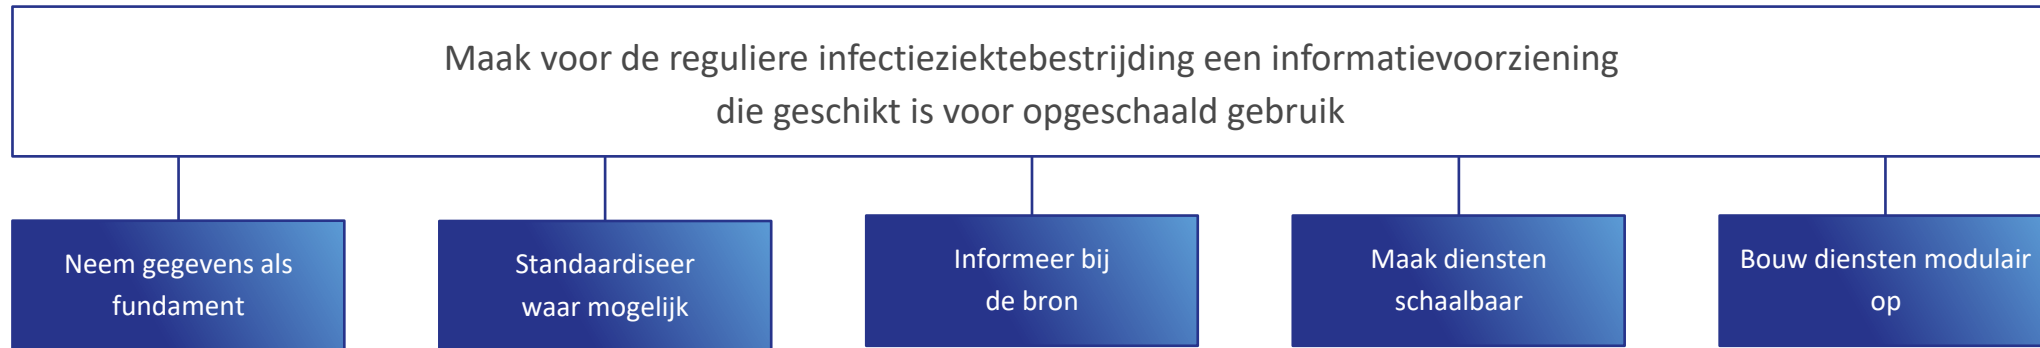 Maak voor de reguliere infectieziektebestrijding een informatievoorziening
die geschikt is voor opgeschaald gebruik
Neem gegevens als
fundament
Standaardiseer
waar mogelijk
Informeer bij
de bron
Maak diensten
schaalbaar
Bouw diensten modulair
op